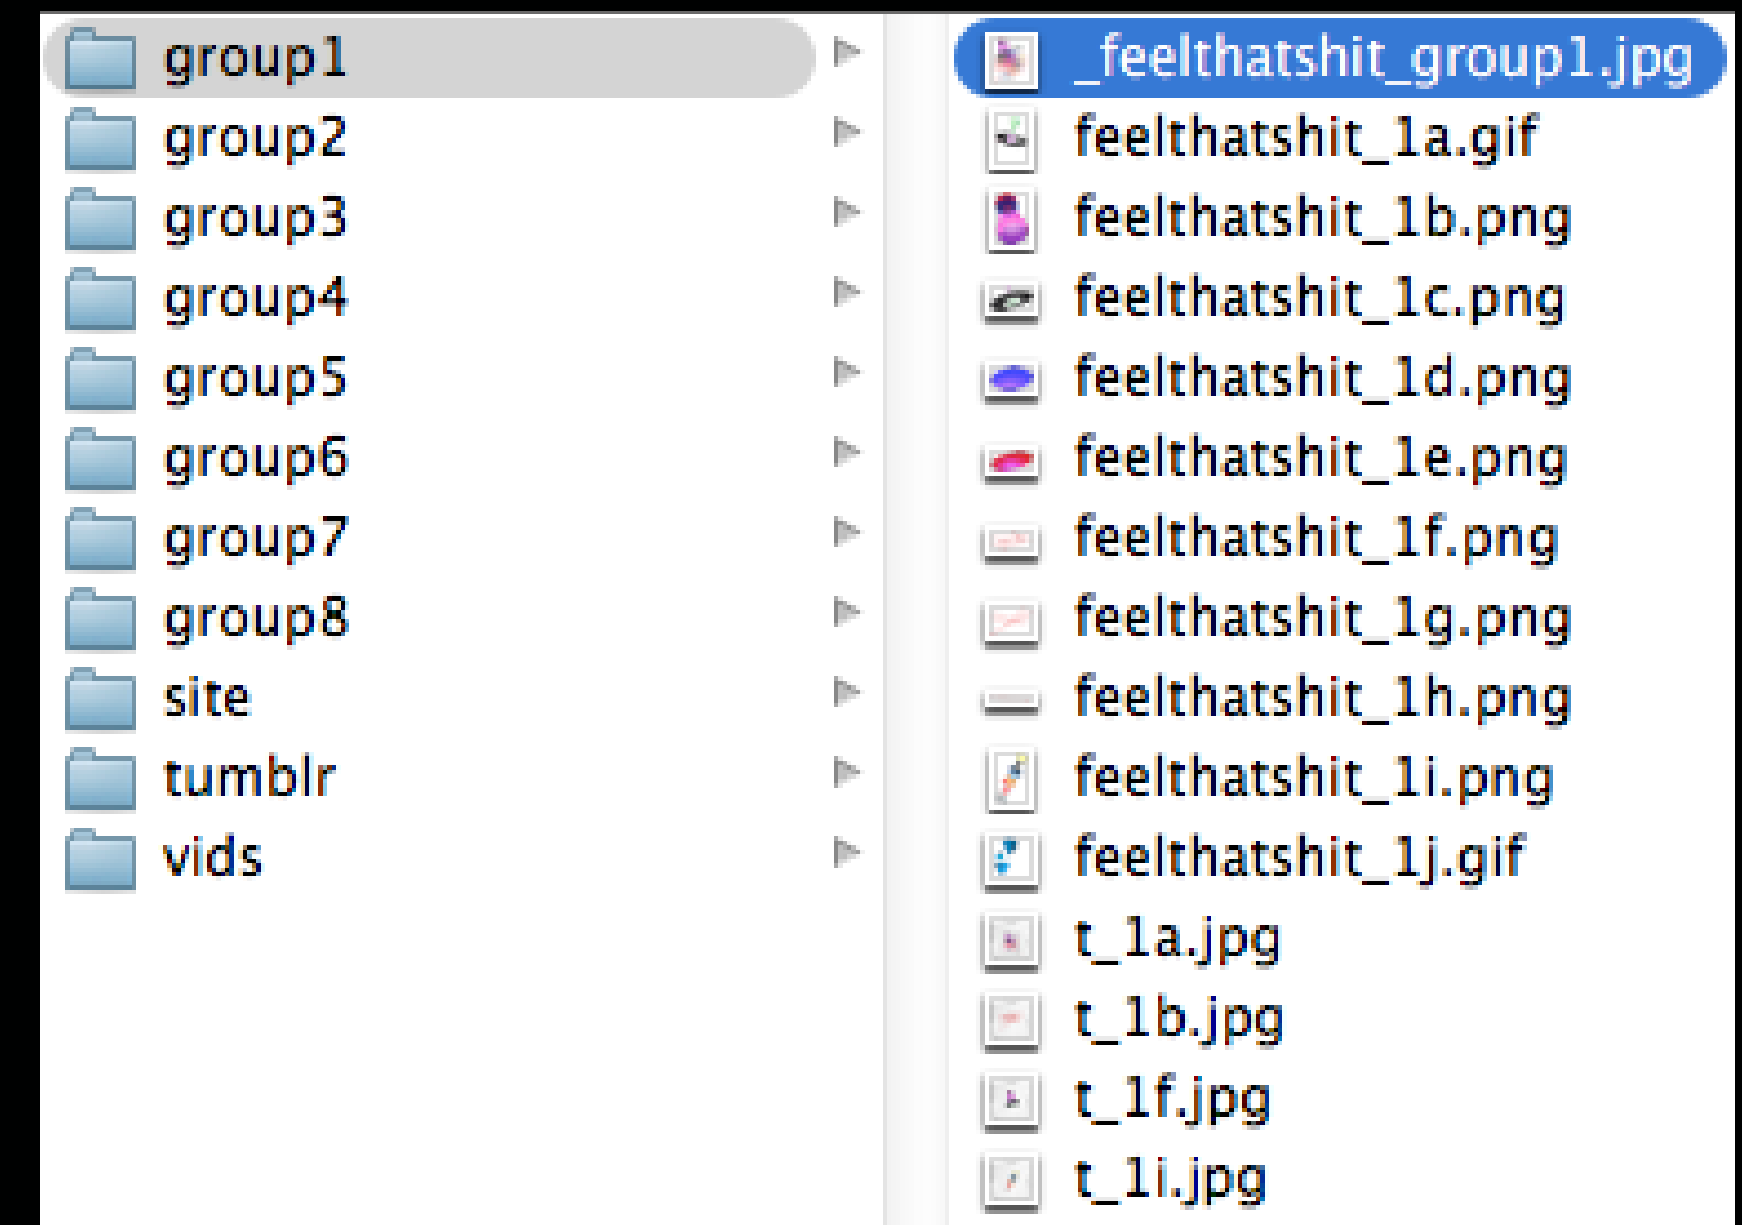 group1
group2
group3
group4
group5
group6
group7
group8
site
tumblr
vids
_feelthatshit_group1.jpg
feelthatshit_1a.gif
feelthatshit_1b.png
feelthatshit_1c.png
feelthatshit_1d.png
feelthatshit_1e.png
feelthatshit_1f.png
feelthatshit_1g.png
feelthatshit_1h.png
feelthatshit_1i.png
feelthatshit_1j.gif
t_1a.jpg
t_1b.jpg
t_1f.jpg
t_1i.jpg